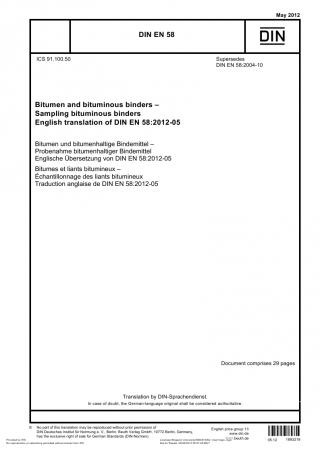 May 2012
DIN EN 58
DIN
ICS 91.100.50
Supersedes
DIN EN 58:2004-10
Bitumen and bituminous binders –
Sampling bituminous binders
English translation of DIN EN 58:2012-05
Bitumen und bitumenhaltige Bindemittel –
Probenahme bitumenhaltiger Bindemittel
Englische Übersetzung von DIN EN 58:2012-05
Bitumes et liants bitumineux –
Échantillonnage des liants bitumineux
Traduction anglaise de DIN EN 58:2012-05
Document comprises 29 pages
Translation by DIN-Sprachendienst.
In case of doubt, the German-language original shall be considered authoritative.
© No part of this translation may be reproduced without prior permission of
DIN Deutsches Institut für Normung e. V., Berlin. Beuth Verlag GmbH, 10772 Berlin, Germany,
has the exclusive right of sale for German Standards (DIN-Normen).
English price group 13
www.din.de
www.beuth.de
05.12